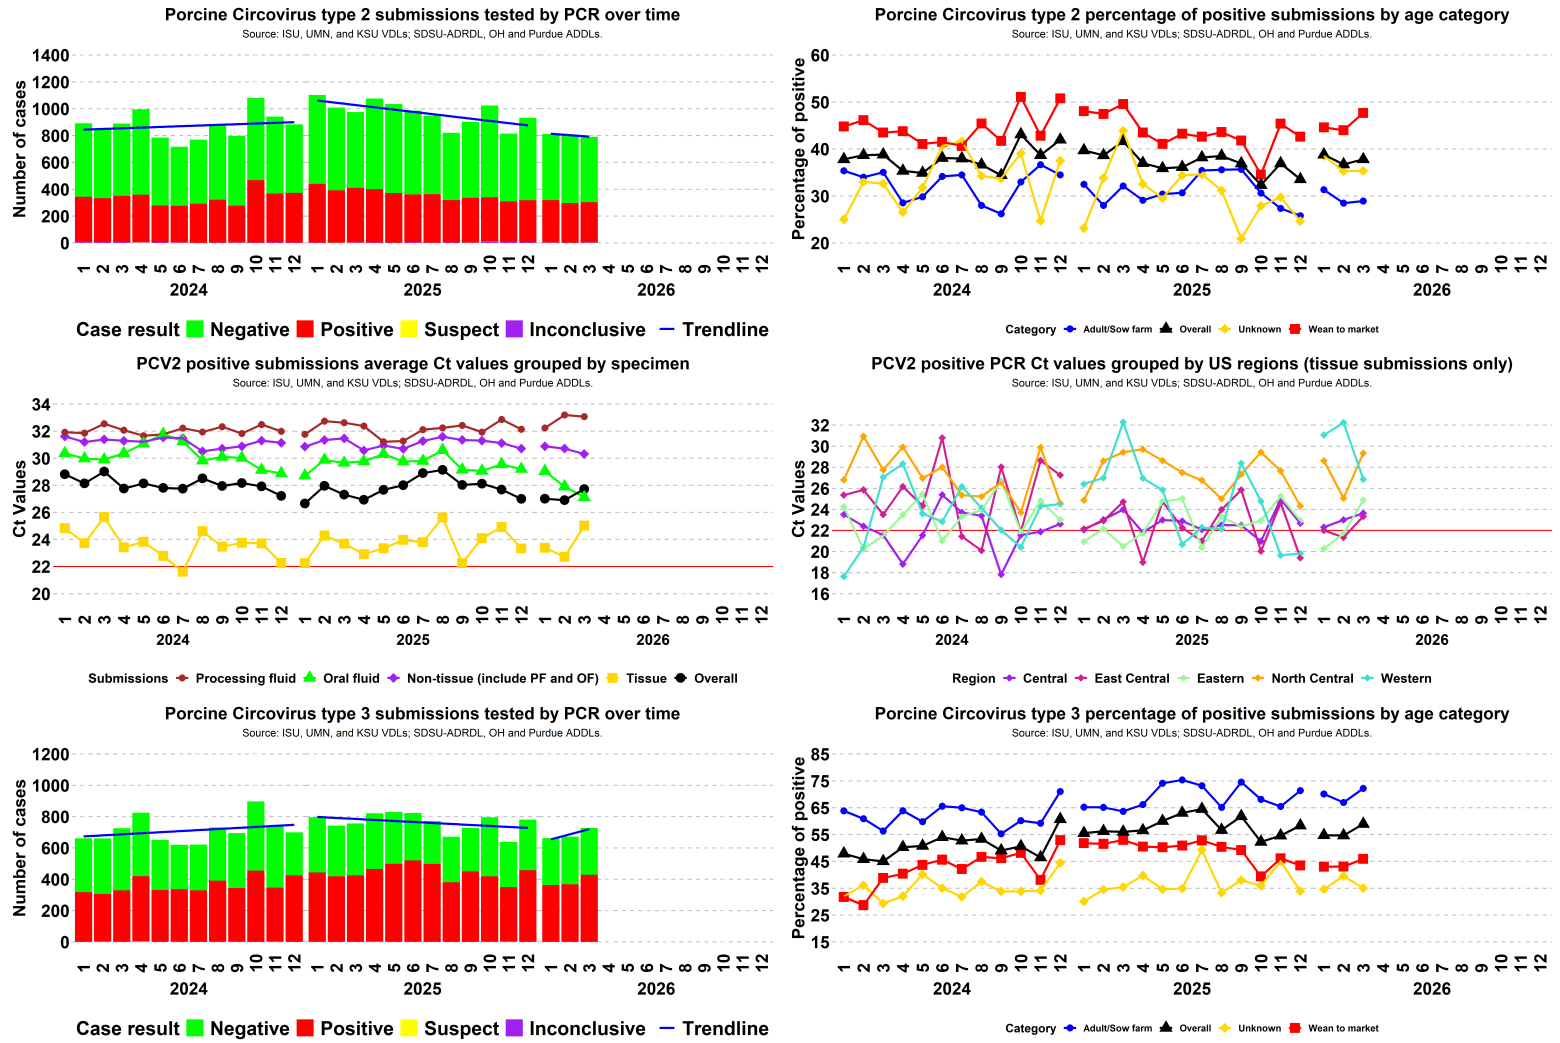 Porcine Circovirus type 2 submissions tested by PCR over time
Source: ISU, UMN, and KSU VDLs; SDSU-ADRDL, OH and Purdue ADDLs.
Number of cases
1400
1200
1000
800
600
400
200
0
1 2 3 4 5 6 7 8 9 10 11 12 1 2 3 4 5 6 7 8 9 10 11 12 1 2 3 4 5 6 7 8 9 10 11 12
2024 2025 2026
Case result Negative Positive Suspect Inconclusive Trendline
Porcine Circovirus type 2 percentage of positive submissions by age category
Source: ISU, UMN, and KSU VDLs; SDSU-ADRDL, OH and Purdue ADDLs.
Percentage of positive
60
50
40
30
20
1 2 3 4 5 6 7 8 9 10 11 12 1 2 3 4 5 6 7 8 9 10 11 12 1 2 3 4 5 6 7 8 9 10 11 12
2024 2025 2026
Category Adult/Sow farm Overall Unknown Wean to market
PCV2 positive submissions average Ct values grouped by specimen
Source: ISU, UMN, and KSU VDLs; SDSU-ADRDL, OH and Purdue ADDLs.
Ct Values
34
32
30
28
26
24
22
20
1 2 3 4 5 6 7 8 9 10 11 12 1 2 3 4 5 6 7 8 9 10 11 12 1 2 3 4 5 6 7 8 9 10 11 12
2024 2025 2026
Submissions Processing fluid Oral fluid Non-tissue (include PF and OF) Tissue Overall
PCV2 positive PCR Ct values grouped by US regions (tissue submissions only)
Source: ISU, UMN, and KSU VDLs; SDSU-ADRDL, OH and Purdue ADDLs.
Ct Values
32
30
28
26
24
22
20
18
16
1 2 3 4 5 6 7 8 9 10 11 12 1 2 3 4 5 6 7 8 9 10 11 12 1 2 3 4 5 6 7 8 9 10 11 12
2024 2025 2026
Region Central East Central Eastern North Central Western
Porcine Circovirus type 3 submissions tested by PCR over time
Source: ISU, UMN, and KSU VDLs; SDSU-ADRDL, OH and Purdue ADDLs.
Number of cases
1200
1000
800
600
400
200
0
1 2 3 4 5 6 7 8 9 10 11 12 1 2 3 4 5 6 7 8 9 10 11 12 1 2 3 4 5 6 7 8 9 10 11 12
2024 2025 2026
Case result Negative Positive Suspect Inconclusive Trendline
Porcine Circovirus type 3 percentage of positive submissions by age category
Source: ISU, UMN, and KSU VDLs; SDSU-ADRDL, OH and Purdue ADDLs.
Percentage of positive
85
75
65
55
45
35
25
15
1 2 3 4 5 6 7 8 9 10 11 12 1 2 3 4 5 6 7 8 9 10 11 12 1 2 3 4 5 6 7 8 9 10 11 12
2024 2025 2026
Category Adult/Sow farm Overall Unknown Wean to market